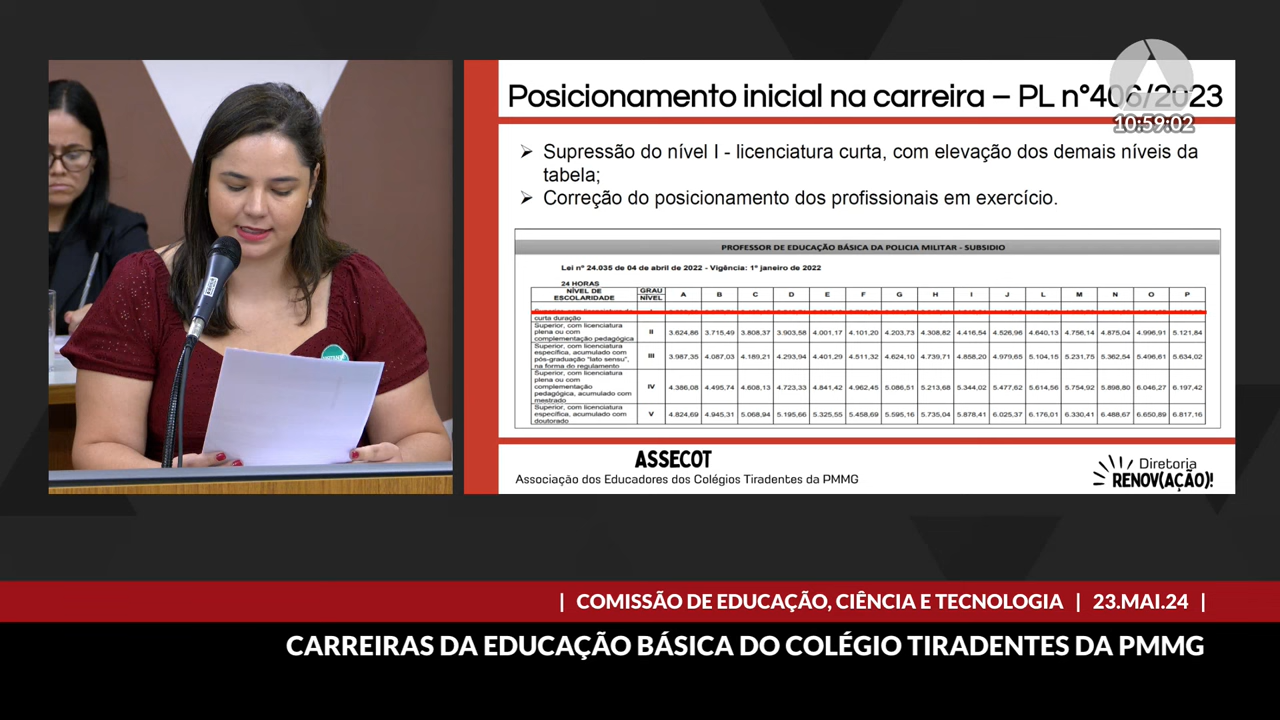 Posicionamento inicial na carreira – PL n°406/2023
10:59:02
➢ Supressão do nível I - licenciatura curta, com elevação dos demais níveis da
tabela;
➢ Correção do posicionamento dos profissionais em exercício.
PROFESSOR DE EDUCAÇÃO BÁSICA DA POLICIA MILITAR - SUBSIDIO
Lei nº 24.035 de 04 de abril de 2022 - Vigência: 1º janeiro de 2022
24 HORAS
NÍVEL DE ESCOLARIDADE GRAU NÍVEL A B C D E F G H I J L M N O P
curta duração
Superior, com licenciatura plena ou com complementação pedagógica II 3.624,86 3.715,49 3.808,37 3.903,58 4.001,17 4.101,20 4.203,73 4.308,82 4.416,54 4.526,96 4.640,13 4.756,14 4.875,04 4.996,91 5.121,84
Superior, com licenciatura específica, acumulado com pós-graduação "lato sensu", na forma do regulamento III 3.987,35 4.087,03 4.189,21 4.293,94 4.401,29 4.511,32 4.624,10 4.739,71 4.858,20 4.979,65 5.104,15 5.231,75 5.362,54 5.496,61 5.634,02
Superior, com licenciatura plena ou com complementação pedagógica, acumulado com mestrado IV 4.386,08 4.495,74 4.608,13 4.723,33 4.841,42 4.962,45 5.086,51 5.213,68 5.344,02 5.477,62 5.614,56 5.754,92 5.898,80 6.046,27 6.197,42
Superior, com licenciatura específica, acumulado com doutorado V 4.824,69 4.945,31 5.068,94 5.195,66 5.325,55 5.458,69 5.595,16 5.735,04 5.878,41 6.025,37 6.176,01 6.330,41 6.488,67 6.650,89 6.817,16
ASSECOT
Associação dos Educadores dos Colégios Tiradentes da PMMG
Diretoria
RENOV(AÇÃO)!
| COMISSÃO DE EDUCAÇÃO, CIÊNCIA E TECNOLOGIA | 23.MAI.24 |
CARREIRAS DA EDUCAÇÃO BÁSICA DO COLÉGIO TIRADENTES DA PMMG